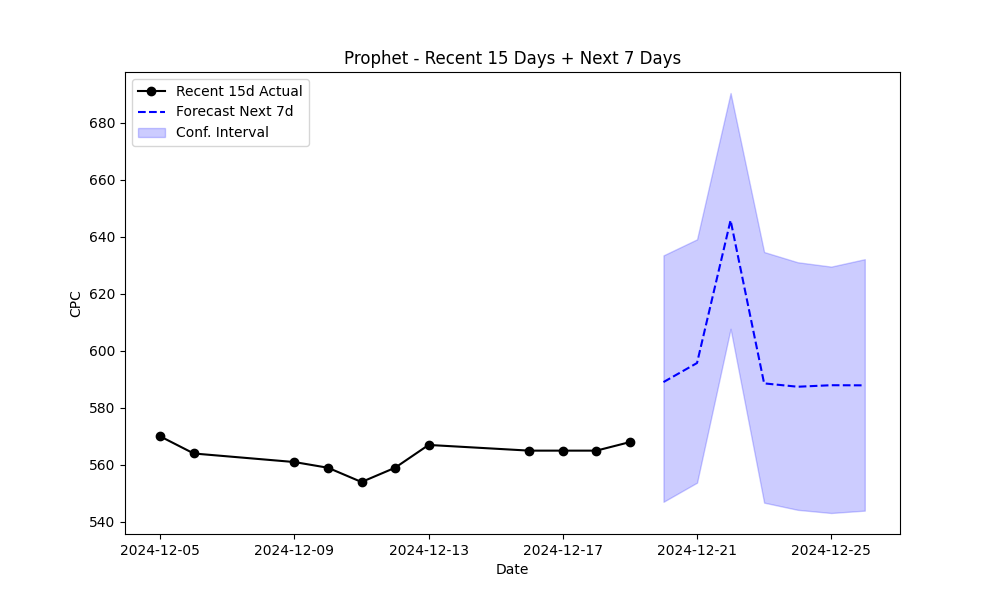 Prophet - Recent 15 Days + Next 7 Days
Recent 15d Actual
Forecast Next 7d
Conf. Interval
CPC
680
660
640
620
600
580
560
540
2024-12-05 2024-12-09 2024-12-13 2024-12-17 2024-12-21 2024-12-25
Date